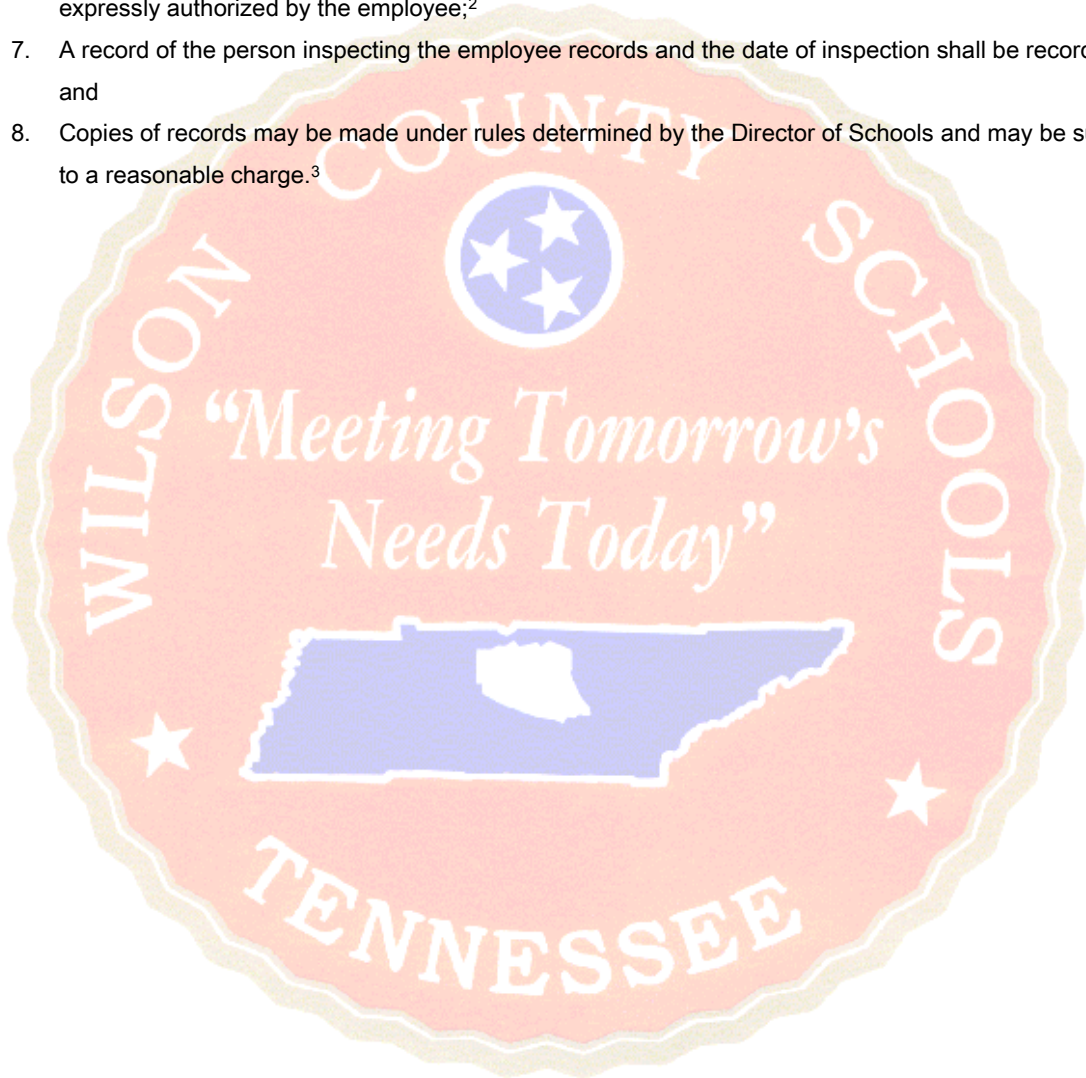 expressly authorized by the employee;2
7. A record of the person inspecting the employee records and the date of inspection shall be
and
8. Copies of records may be made under rules determined by the Director of Schools and may be
to a reasonable charge.3
WILSON COUNTY SCHOOLS
“Meeting Tomorrow's
Needs Today”
TENNESSEE